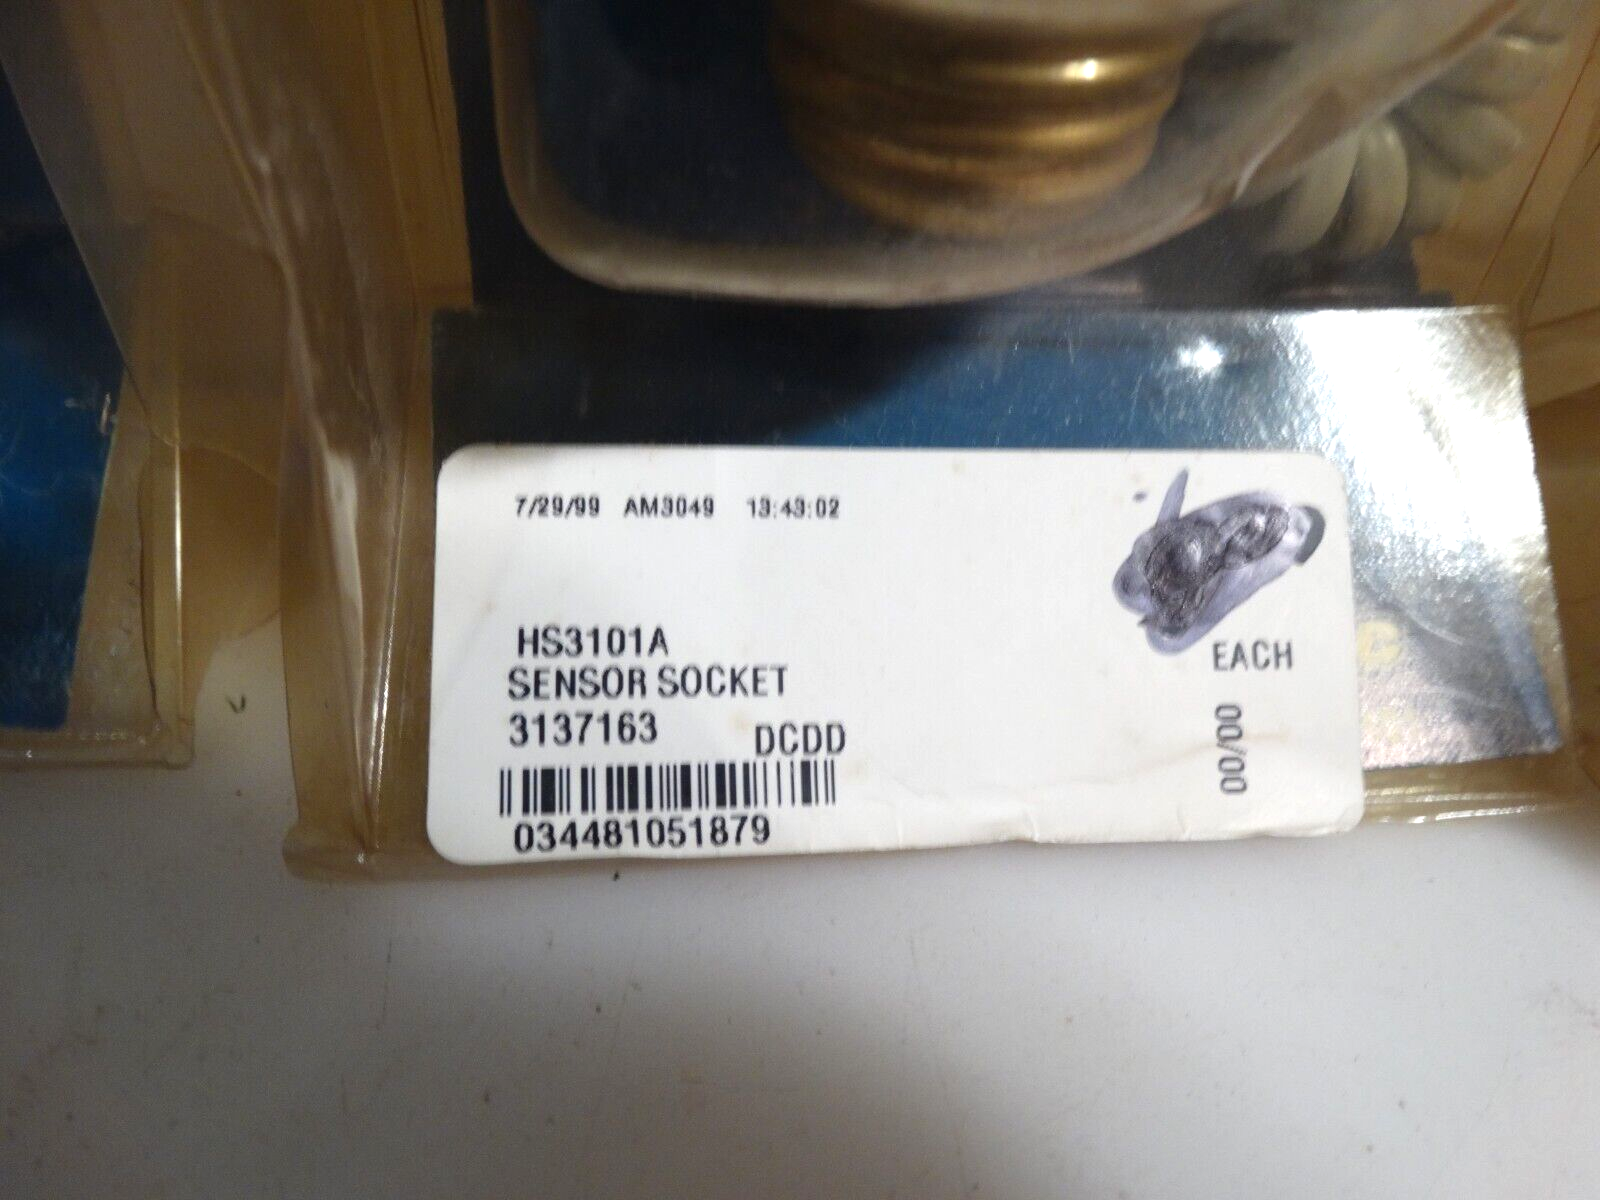 7/29/99 AM3049 13:43:02
HS3101A
SENSOR SOCKET
3137163 DCDD
034481051879
EACH
00/00